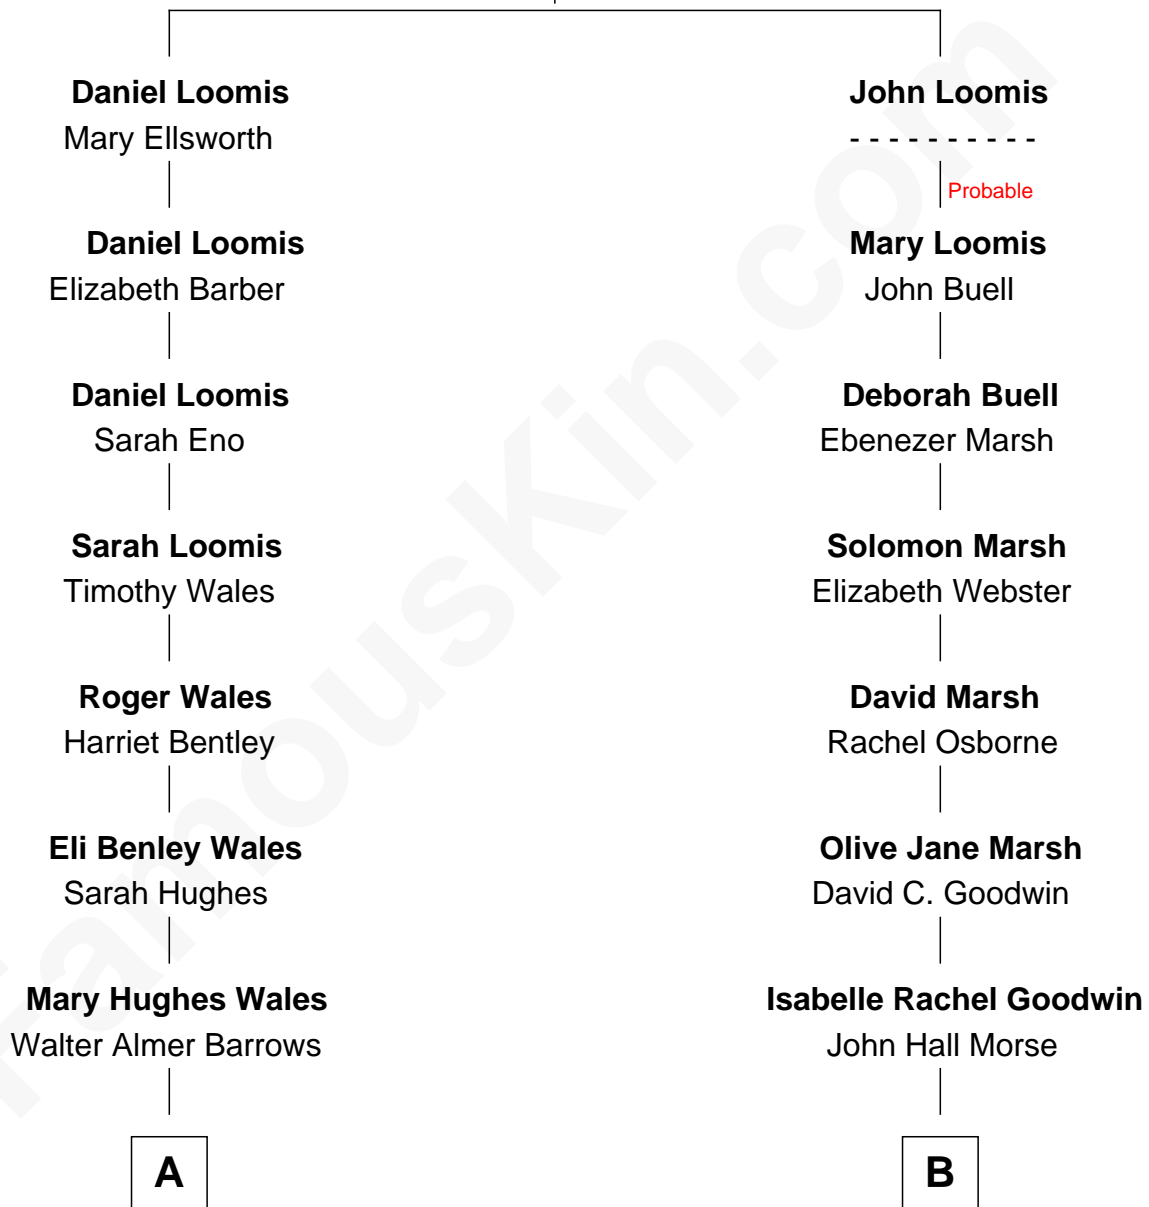 Daniel Loomis
Mary Ellsworth
John Loomis
- - - - - - - - - -
Probable
Daniel Loomis
Elizabeth Barber
Mary Loomis
John Buell
Daniel Loomis
Sarah Eno
Deborah Buell
Ebenezer Marsh
Sarah Loomis
Timothy Wales
Solomon Marsh
Elizabeth Webster
Roger Wales
Harriet Bentley
David Marsh
Rachel Osborne
Eli Benley Wales
Sarah Hughes
Olive Jane Marsh
David C. Goodwin
Mary Hughes Wales
Walter Almer Barrows
Isabelle Rachel Goodwin
John Hall Morse
A
B
FamousKin.com